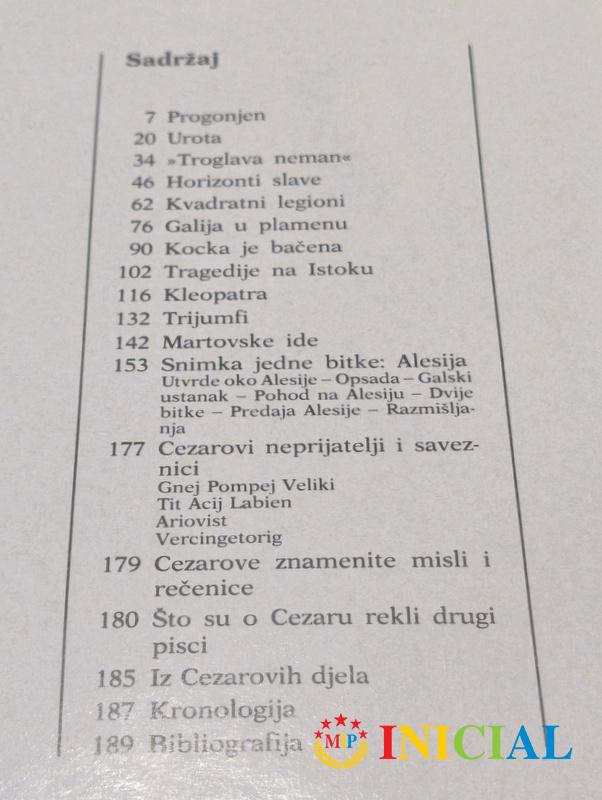 Sadržaj
7 Progonjen
20 Urota
34 »Troglava neman«
46 Horizonti slave
62 Kvadratni legioni
76 Galija u plamenu
90 Kocka je bačena
102 Tragedije na Istoku
116 Kleopatra
132 Trijumfi
142 Martovske ide
153 Snimka jedne bitke: Alesija
Utvrde oko Alesije – Opsada – Galski
ustanak – Pohod na Alesiju – Dvije
bitke – Predaja Alesije – Razmišlja-
nja
177 Cezarovi neprijatelji i savez-
nici
Gnej Pompej Veliki
Tit Acij Labien
Ariovist
Vercingetorig
179 Cezarove znamenite misli i
rečenice
180 Što su o Cezaru rekli drugi
pisci
185 Iz Cezarovih djela
187 Kronologija
189 Bibliografija
MIP INICIAL